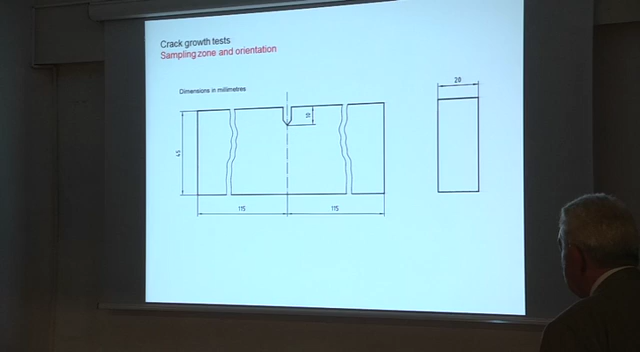 Crack growth tests
Sampling zone and orientation
Dimensions in millimetres
20
10
45
115
115